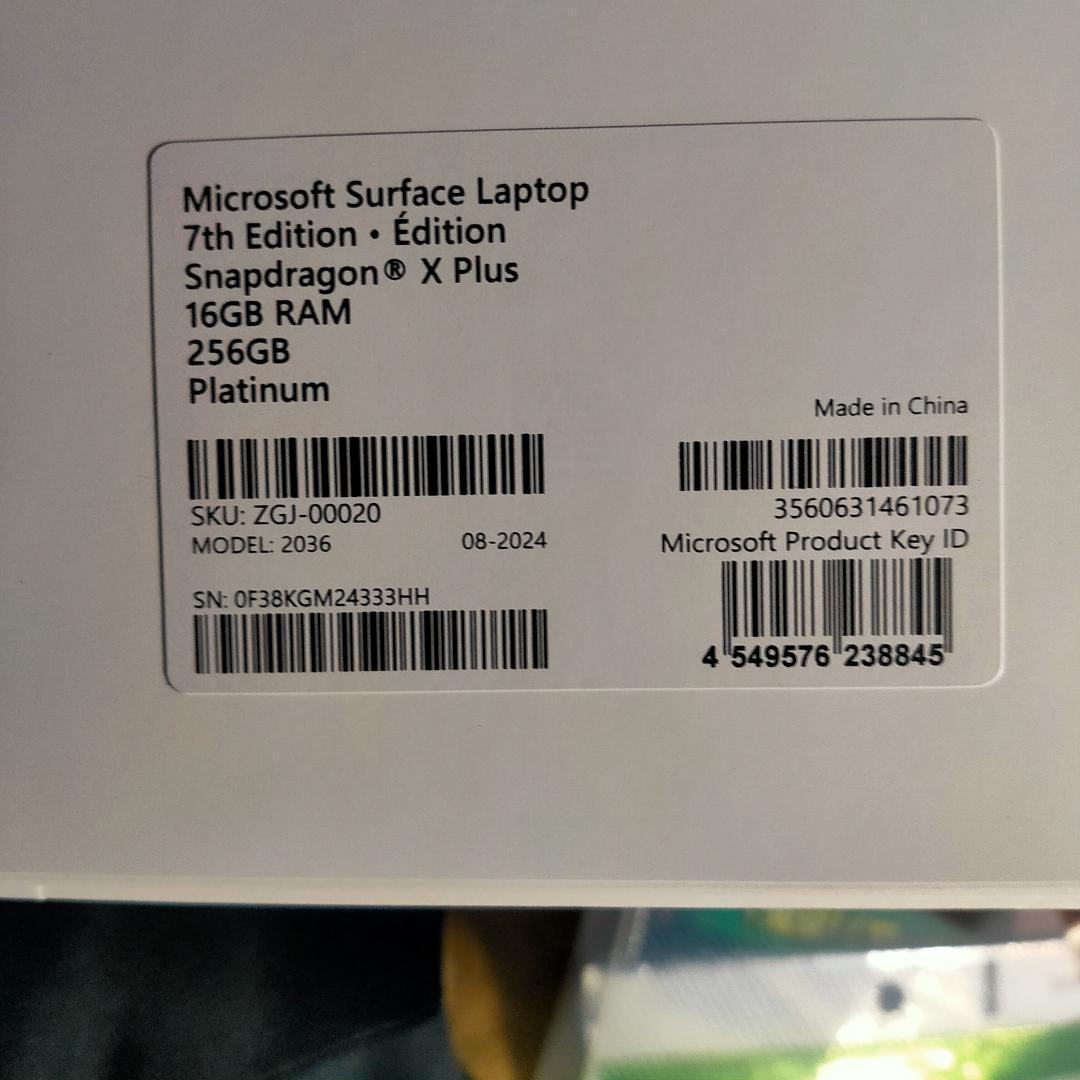 Microsoft Surface Laptop
7th Edition • Édition
Snapdragon® X Plus
16GB RAM
256GB
Platinum
Made in China
SKU: ZGJ-00020
MODEL: 2036 08-2024
SN: 0F38KGM24333HH
3560631461073
Microsoft Product Key ID
4 549576 238845